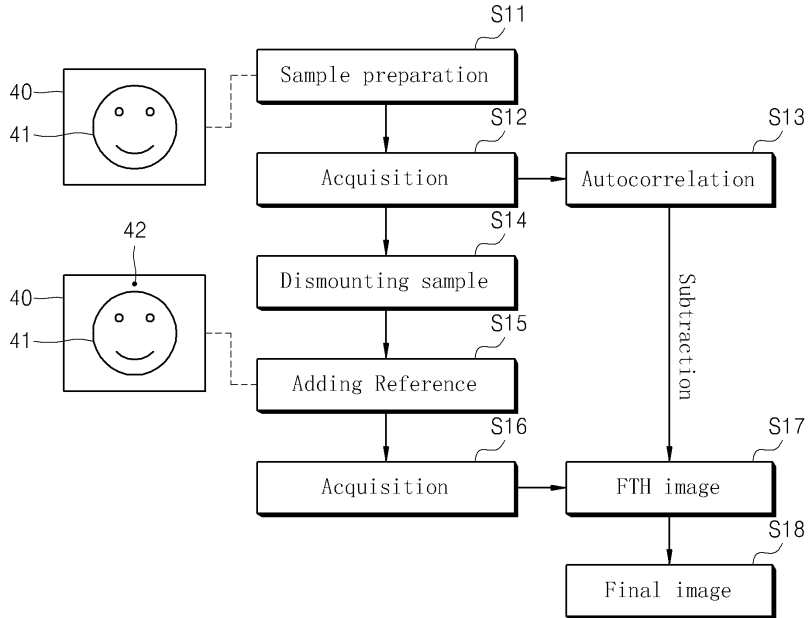 S11
Sample preparation
40
41
S12
S13
Acquisition
Autocorrelation
S14
42
Dismounting sample
40
41
Subtraction
S15
Adding Reference
S16
S17
Acquisition
FTH image
S18
Final image